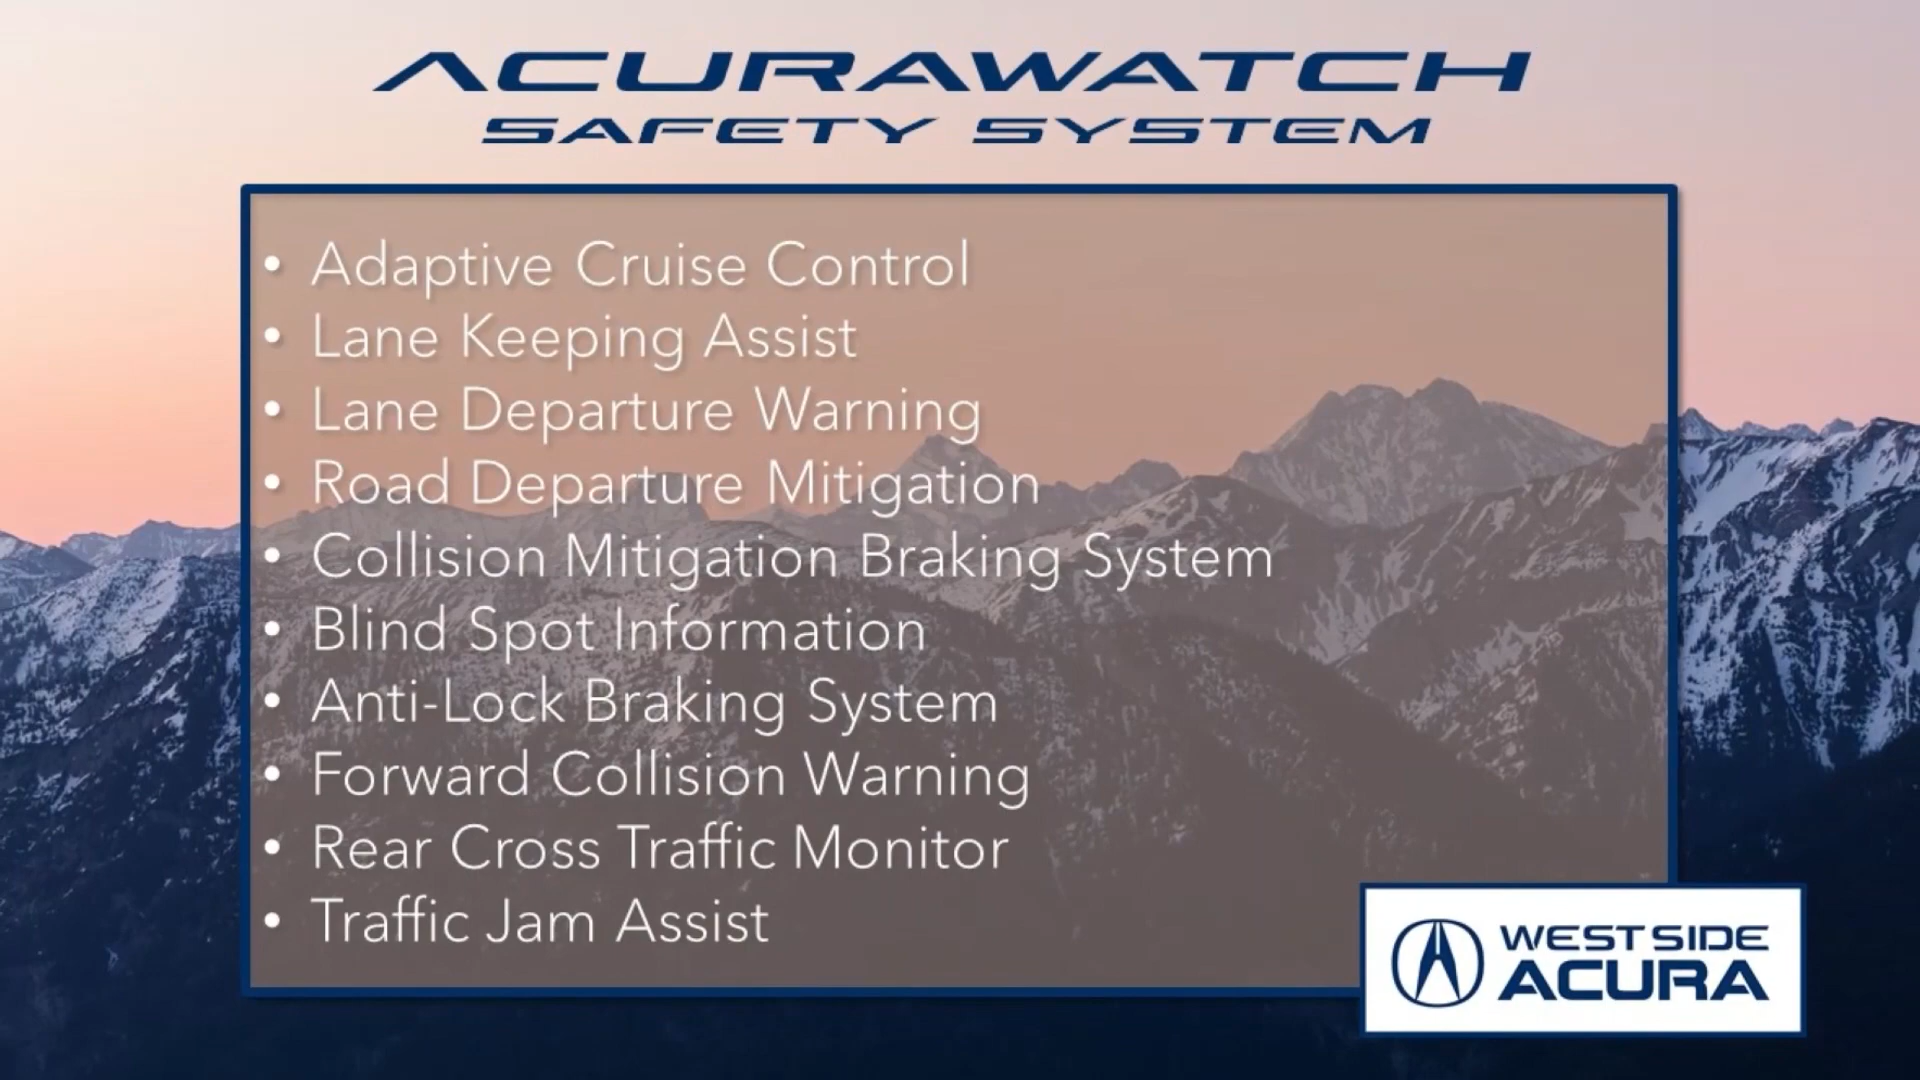 ACURAWATCH
SAFETY SYSTEM
• Adaptive Cruise Control
• Lane Keeping Assist
• Lane Departure Warning
• Road Departure Mitigation
• Collision Mitigation Braking System
• Blind Spot Information
• Anti-Lock Braking System
• Forward Collision Warning
• Rear Cross Traffic Monitor
• Traffic Jam Assist
WEST SIDE
ACURA